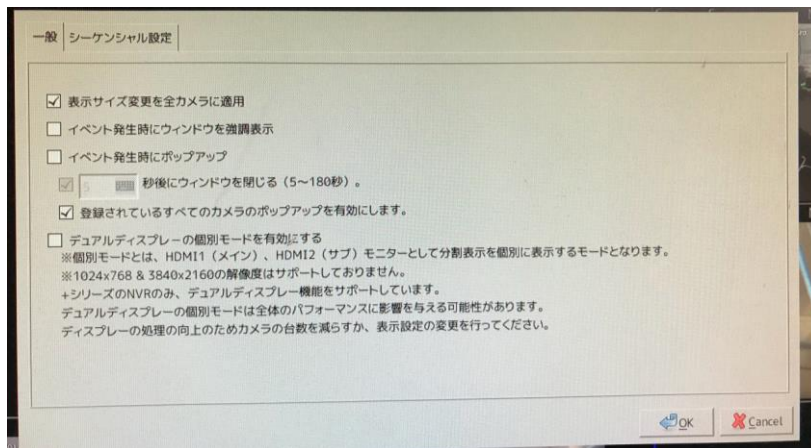 一般
シーケンシャル設定
表示サイズ変更を全カメラに適用
イベント発生時にウィンドウを強調表示
イベント発生時にポップアップ
5 秒後にウィンドウを閉じる（5～180秒）。
登録されているすべてのカメラのポップアップを有効にします。
デュアルディスプレーの個別モードを有効にする
※個別モードとは、HDMI1（メイン）、HDMI2（サブ）モニターとして分割表示を個別に表示するモードとなります。
※1024x768 & 3840x2160の解像度はサポートしておりません。
+シリーズのNVRのみ、デュアルディスプレー機能をサポートしています。
デュアルディスプレーの個別モードは全体のパフォーマンスに影響を与える可能性があります。
ディスプレーの処理の向上のためカメラの台数を減らすか、表示設定の変更を行ってください。
OK
Cancel